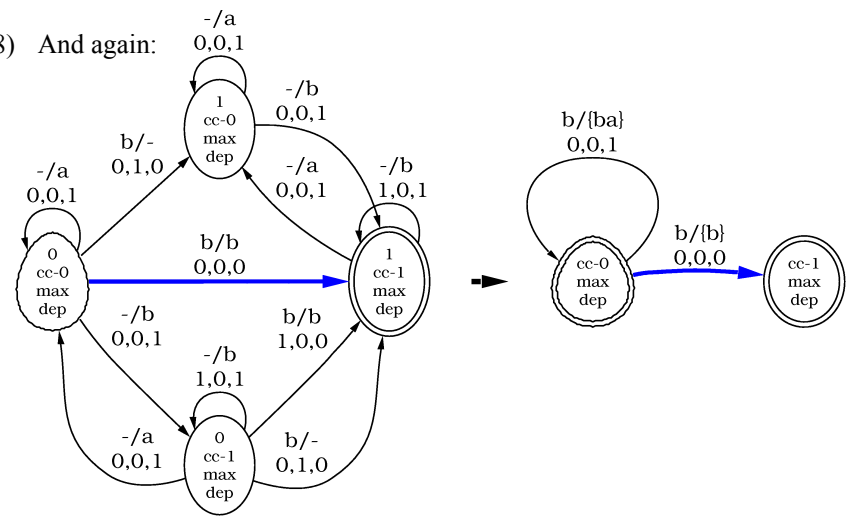 8) And again:
-/a
0,0,1
1
cc-0
max
dep
-/b
0,0,1
b/-
0,1,0
-/a
0,0,1
-/b
1,0,1
-/a
0,0,1
0
cc-0
max
dep
b/b
0,0,0
1
cc-1
max
dep
-/b
0,0,1
b/b
1,0,0
-/b
1,0,1
-/a
0,0,1
0
cc-1
max
dep
b/-
0,1,0
b/{ba}
0,0,1
cc-0
max
dep
b/{b}
0,0,0
cc-1
max
dep